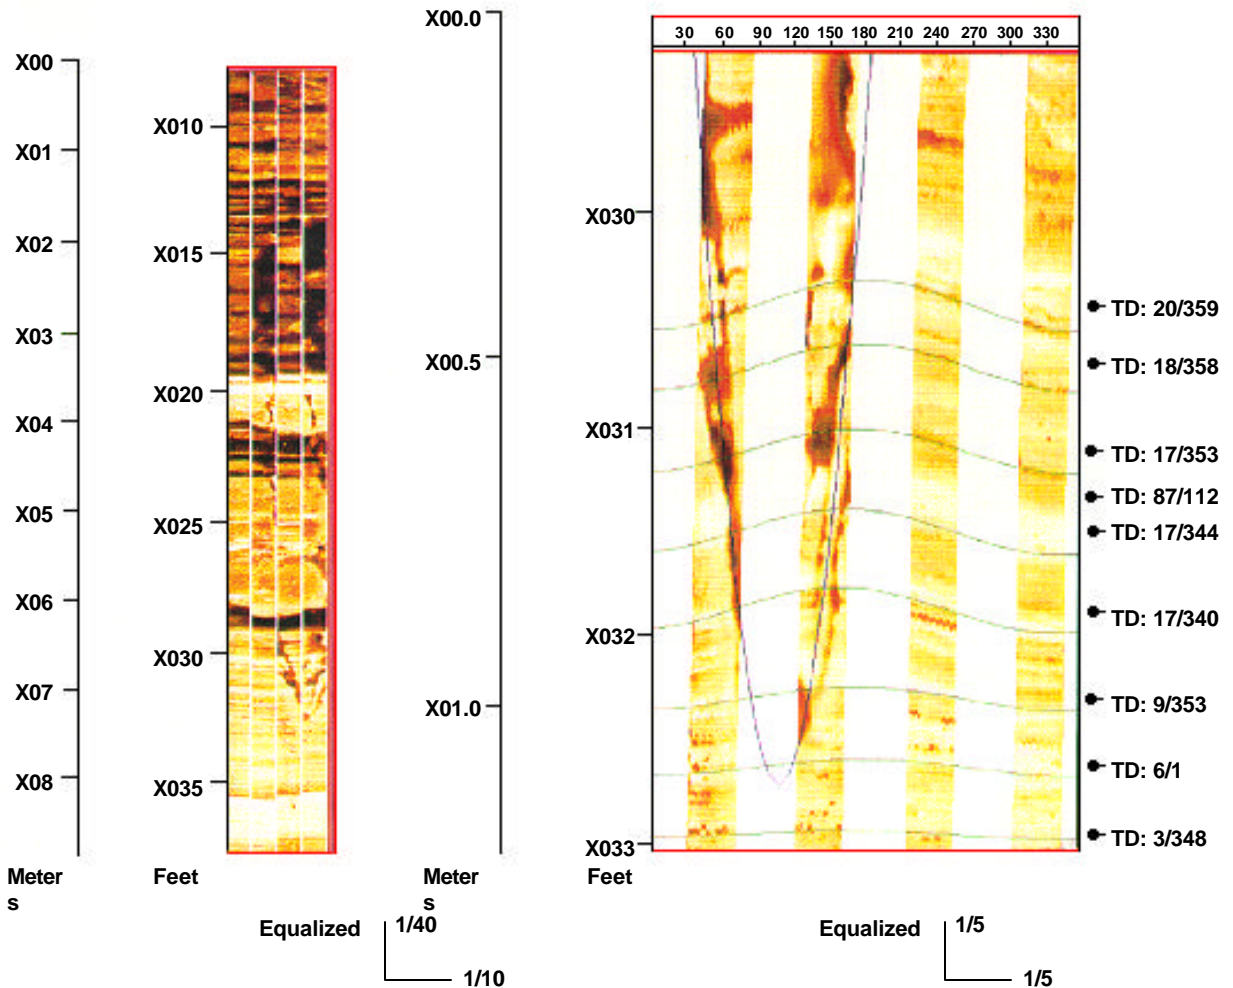 X00
X01
X02
X03
X04
X05
X06
X07
X08
Meter
s
X010
X015
X020
X025
X030
X035
Feet
Equalized 1/40
1/10
X00.0
X00.5
X01.0
Meter
s
30 60 90 120 150 180 210 240 270 300 330
X030
X031
X032
X033
Feet
TD: 20/359
TD: 18/358
TD: 17/353
TD: 87/112
TD: 17/344
TD: 17/340
TD: 9/353
TD: 6/1
TD: 3/348
Equalized 1/5
1/5